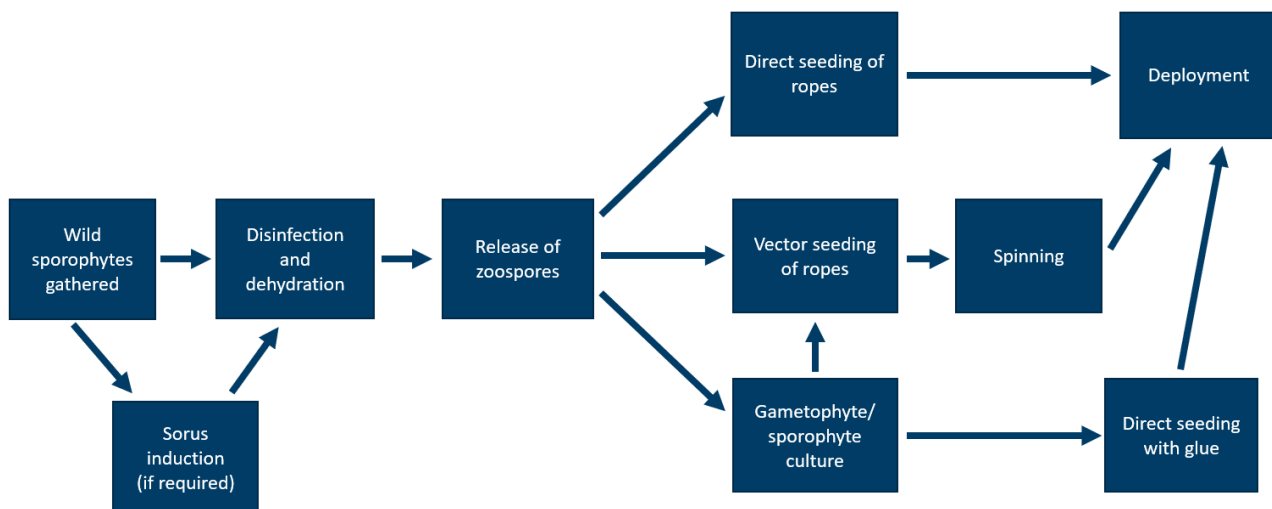 Wild
sporophytes
gathered
Sorus
induction
(if required)
Disinfection
and
dehydration
Release of
zoospores
Direct seeding of
ropes
Vector seeding
of ropes
Gametophyte/
sporophyte
culture
Spinning
Direct seeding
with glue
Deployment